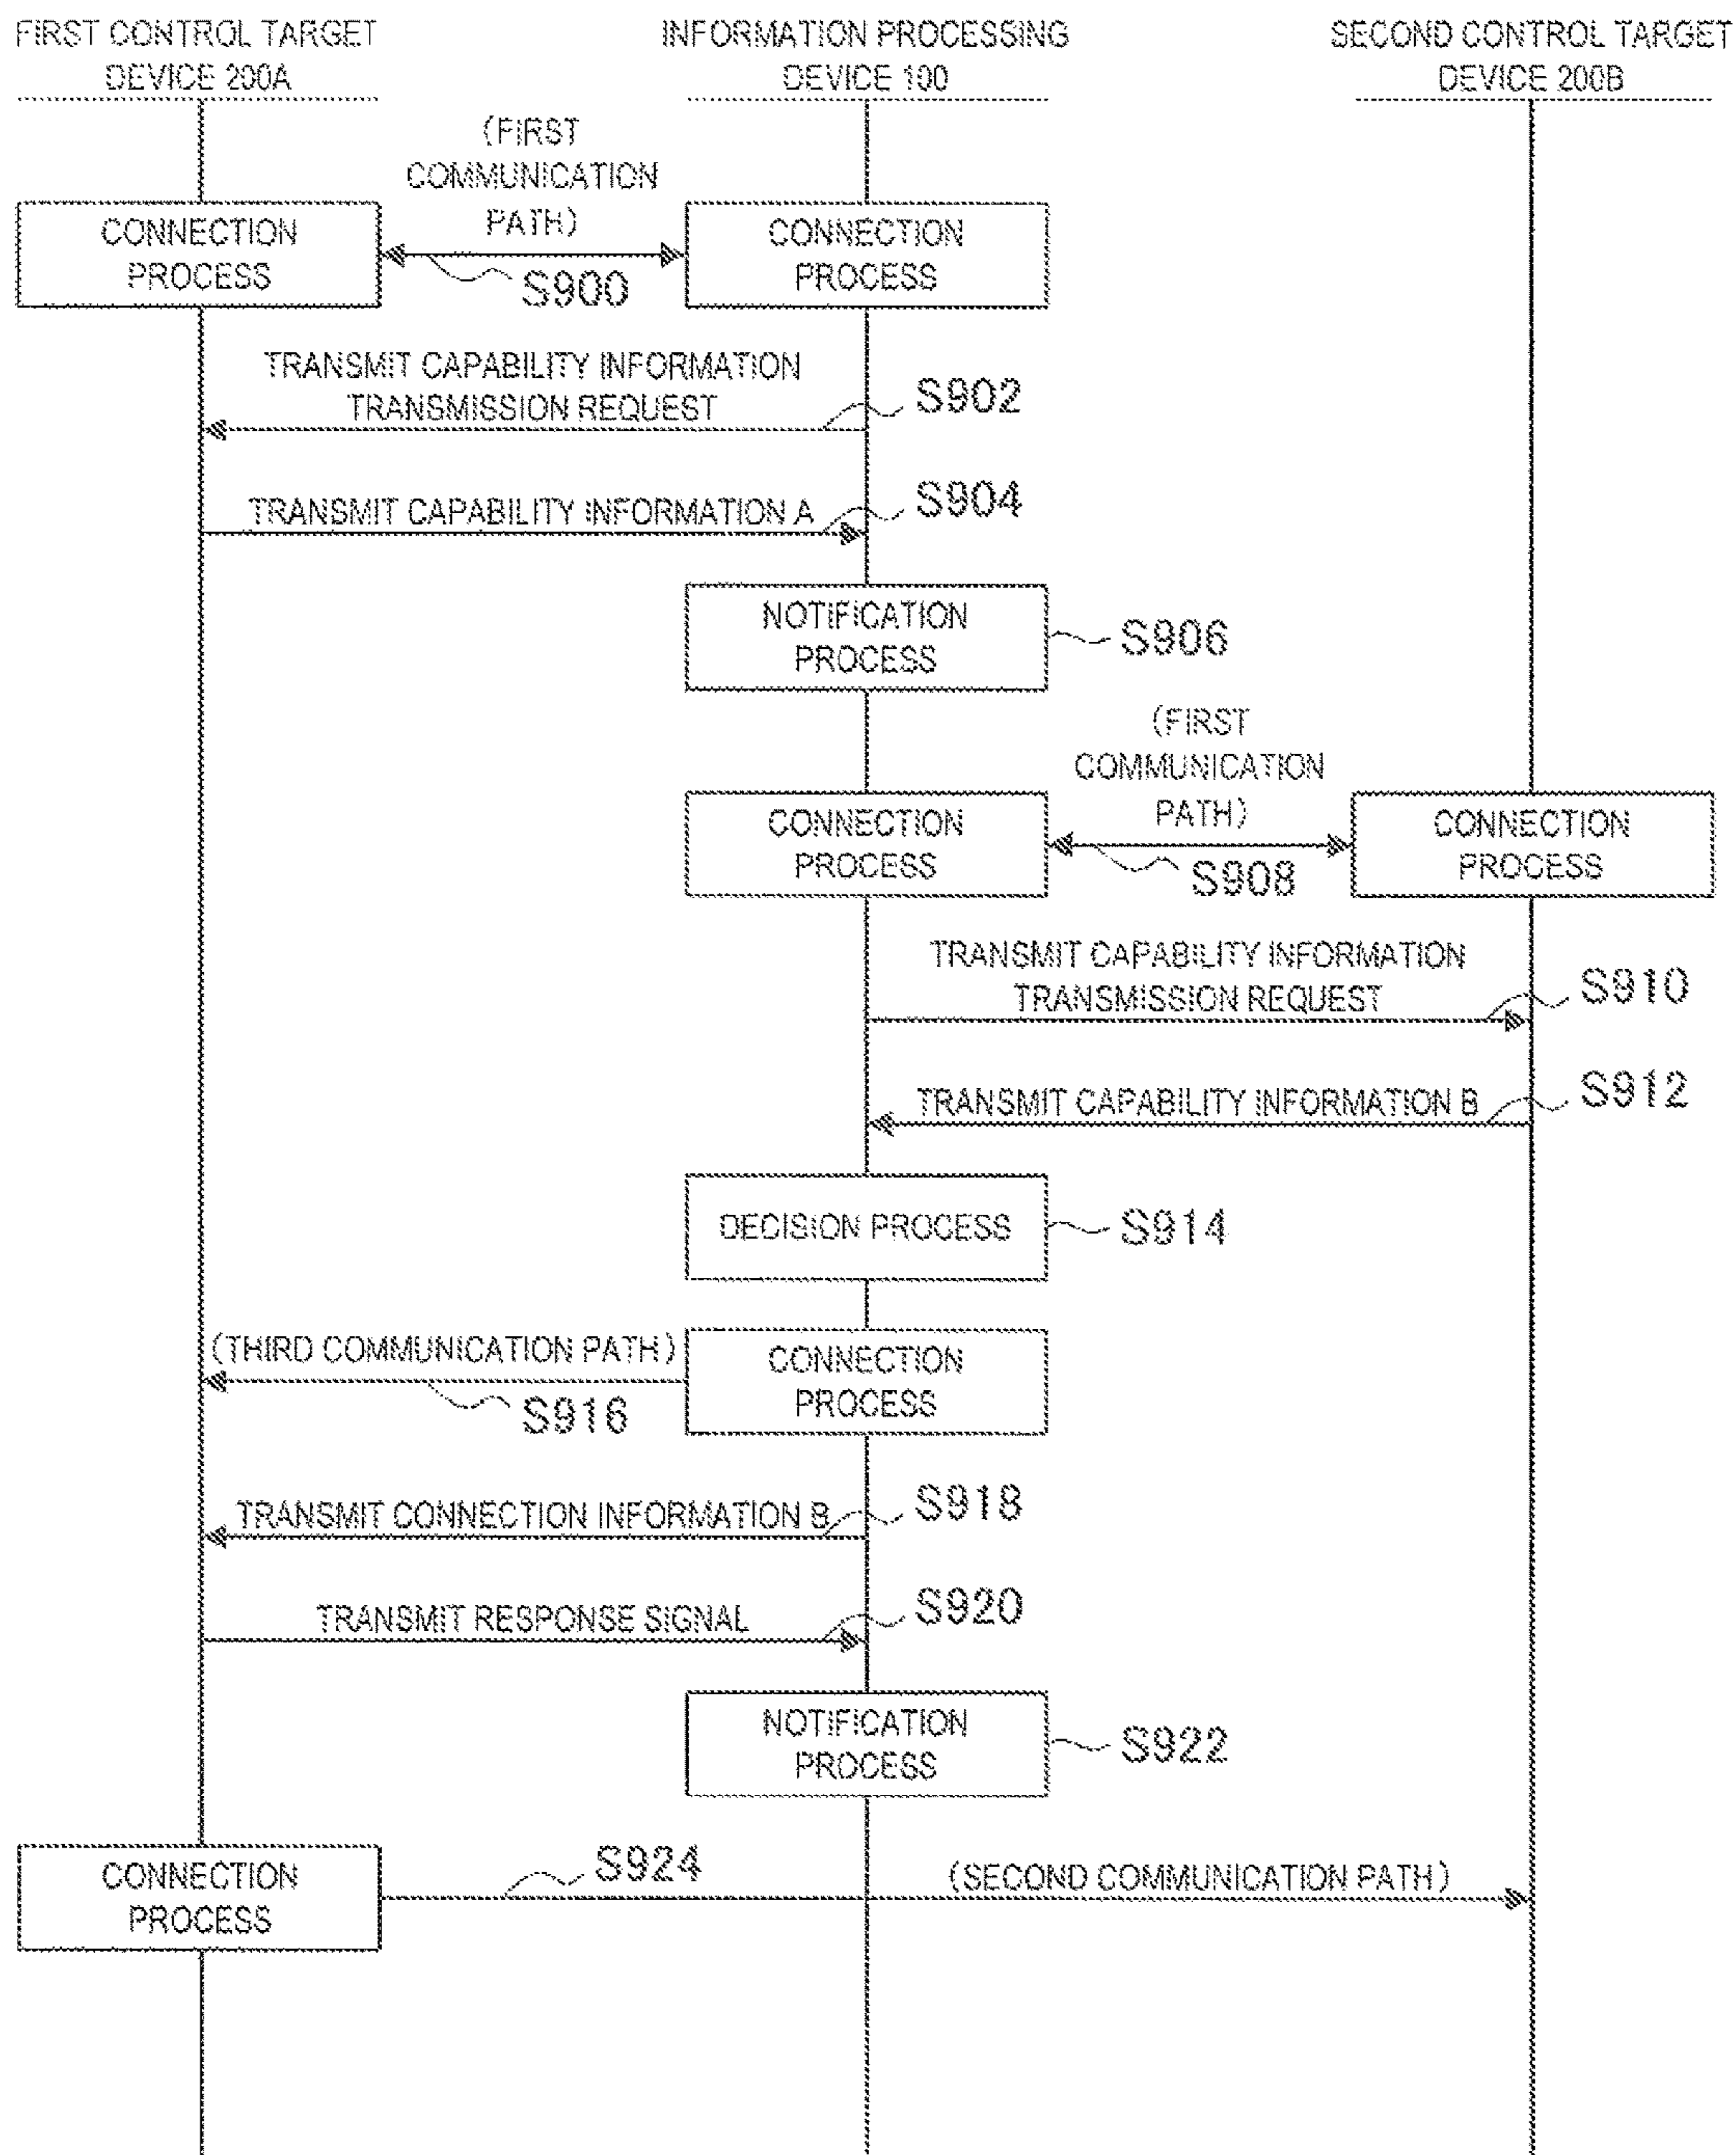 FIRST CONTROL TARGET
DEVICE 200A
INFORMATION PROCESSING
DEVICE 100
SECOND CONTROL TARGET
DEVICE 200B
(FIRST
COMMUNICATION
PATH)
CONNECTION
PROCESS
CONNECTION
PROCESS
S900
TRANSMIT CAPABILITY INFORMATION
TRANSMISSION REQUEST
S902
TRANSMIT CAPABILITY INFORMATION A
S904
NOTIFICATION
PROCESS
S906
(FIRST
COMMUNICATION
PATH)
CONNECTION
PROCESS
CONNECTION
PROCESS
S908
TRANSMIT CAPABILITY INFORMATION
TRANSMISSION REQUEST
S910
TRANSMIT CAPABILITY INFORMATION B
S912
DECISION PROCESS
S914
(THIRD COMMUNICATION PATH)
CONNECTION
PROCESS
S916
TRANSMIT CONNECTION INFORMATION B
S918
TRANSMIT RESPONSE SIGNAL
S920
NOTIFICATION
PROCESS
S922
CONNECTION
PROCESS
S924
(SECOND COMMUNICATION PATH)